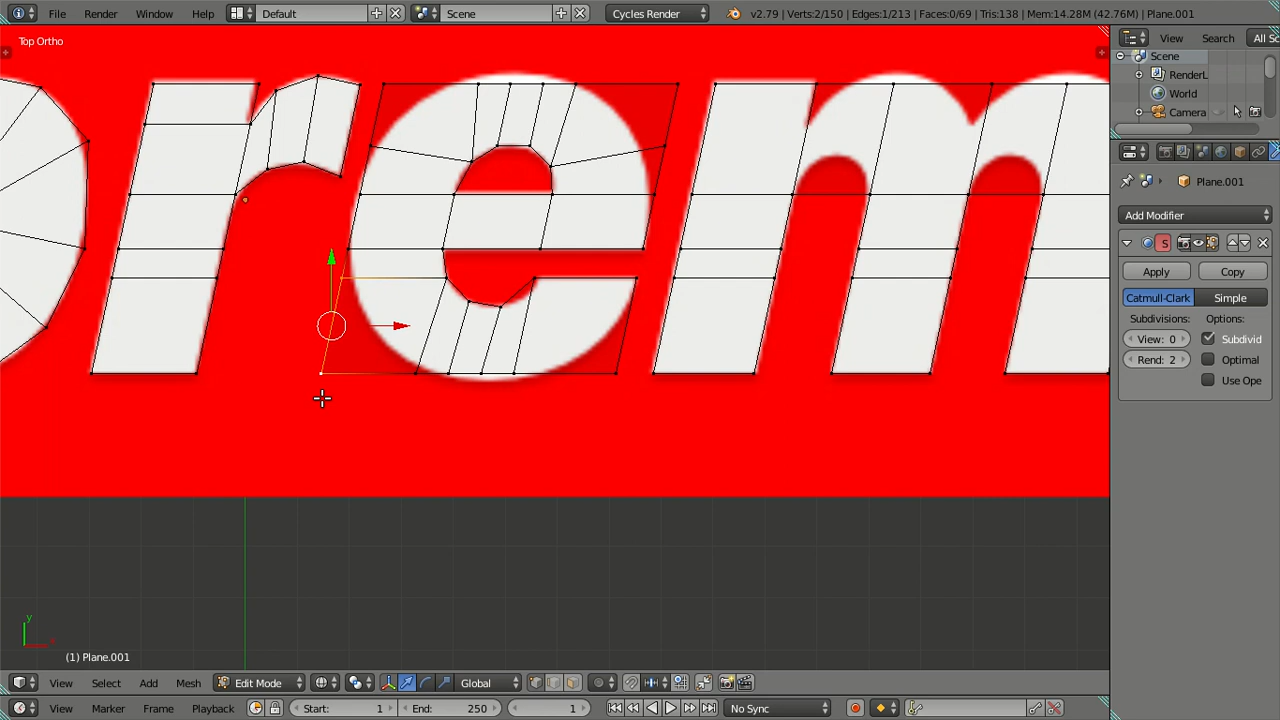 File Render Window Help Default Scene Cycles Render v2.79 | Verts:2/150 | Edges:1/213 | Faces:0/69 | Tris:138 | Mem:14.28M (42.76M) | Plane.001
Top Ortho
View Search All Sc
Scene
RenderL
World
Camera
rem
Plane.001
Add Modifier
S
Apply Copy
Catmull-Clark Simple
Subdivisions: Options:
View: 0 Subdivid
Rend: 2 Optimal
Use Ope
y
x
(1) Plane.001
View Select Add Mesh Edit Mode Global
View Marker Frame Playback Start: 1 End: 250 1 No Sync